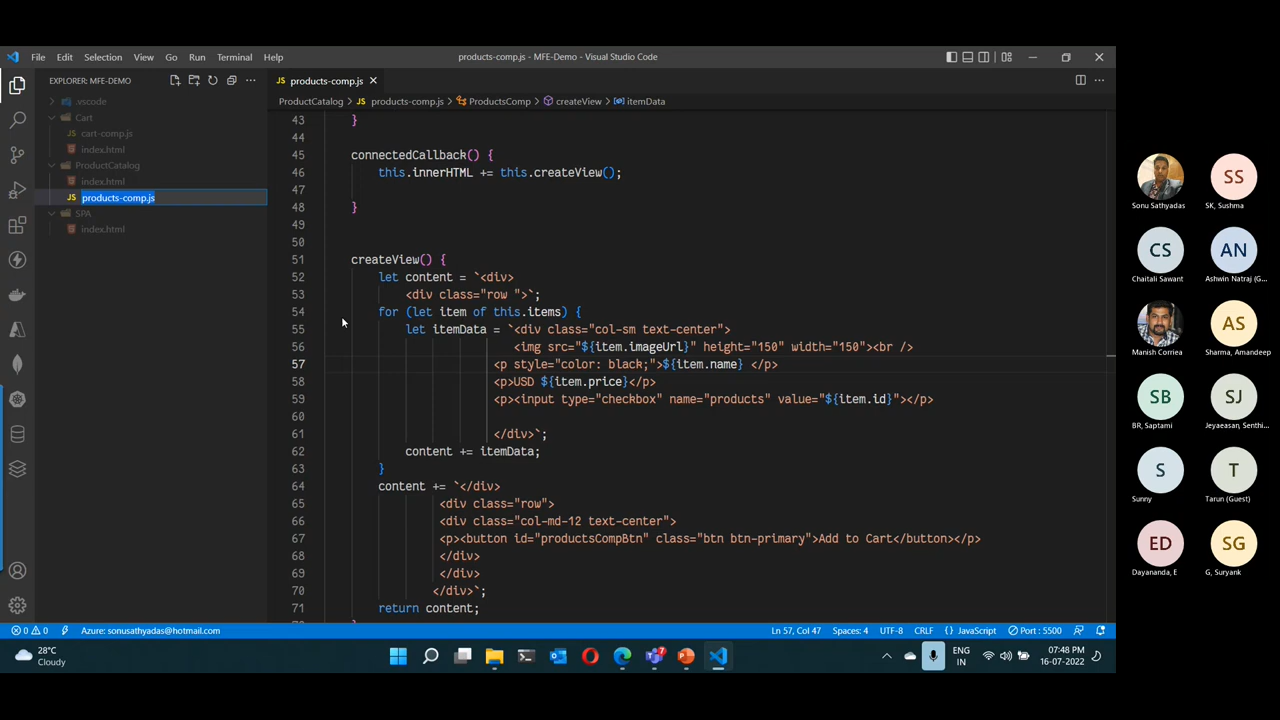 File Edit Selection View Go Run Terminal Help
products-comp.js - MFE-Demo - Visual Studio Code
EXPLORER: MFE-DEMO
.vscode
Cart
JS cart-comp.js
index.html
ProductCatalog
index.html
JS products-comp.js
SPA
index.html
JS products-comp.js
ProductCatalog > JS products-comp.js > ProductsComp > createView > itemData
43 }
44
45 connectedCallback() {
46 this.innerHTML += this.createView();
47
48 }
49
50
51 createView() {
52 let content = `<div>
53 <div class="row ">`;
54 for (let item of this.items) {
55 let itemData = `<div class="col-sm text-center">
56 <img src="${item.imageUrl}" height="150" width="150"><br />
57 <p style="color: black;">${item.name} </p>
58 <p>USD ${item.price}</p>
59 <p><input type="checkbox" name="products" value="${item.id}"></p>
60
61 </div>`;
62 content += itemData;
63 }
64 content += `</div>
65 <div class="row">
66 <div class="col-md-12 text-center">
67 <p><button id="productsCompBtn" class="btn btn-primary">Add to Cart</button></p>
68 </div>
69 </div>
70 </div>`;
71 return content;
0 0 Azure: sonusathyadas@hotmail.com
Ln 57, Col 47 Spaces: 4 UTF-8 CRLF {} JavaScript Port : 5500
28°C
Cloudy
7
ENG
IN
07:48 PM
16-07-2022
Sonu Sathyadas
SS
SK, Sushma
CS
Chaitali Sawant
AN
Ashwin Natraj (G...
Manish Corriea
AS
Sharma, Amandeep
SB
BR, Saptami
SJ
Jeyaeasan, Senthi...
S
Sunny
T
Tarun (Guest)
ED
Dayananda, E
SG
G, Suryank